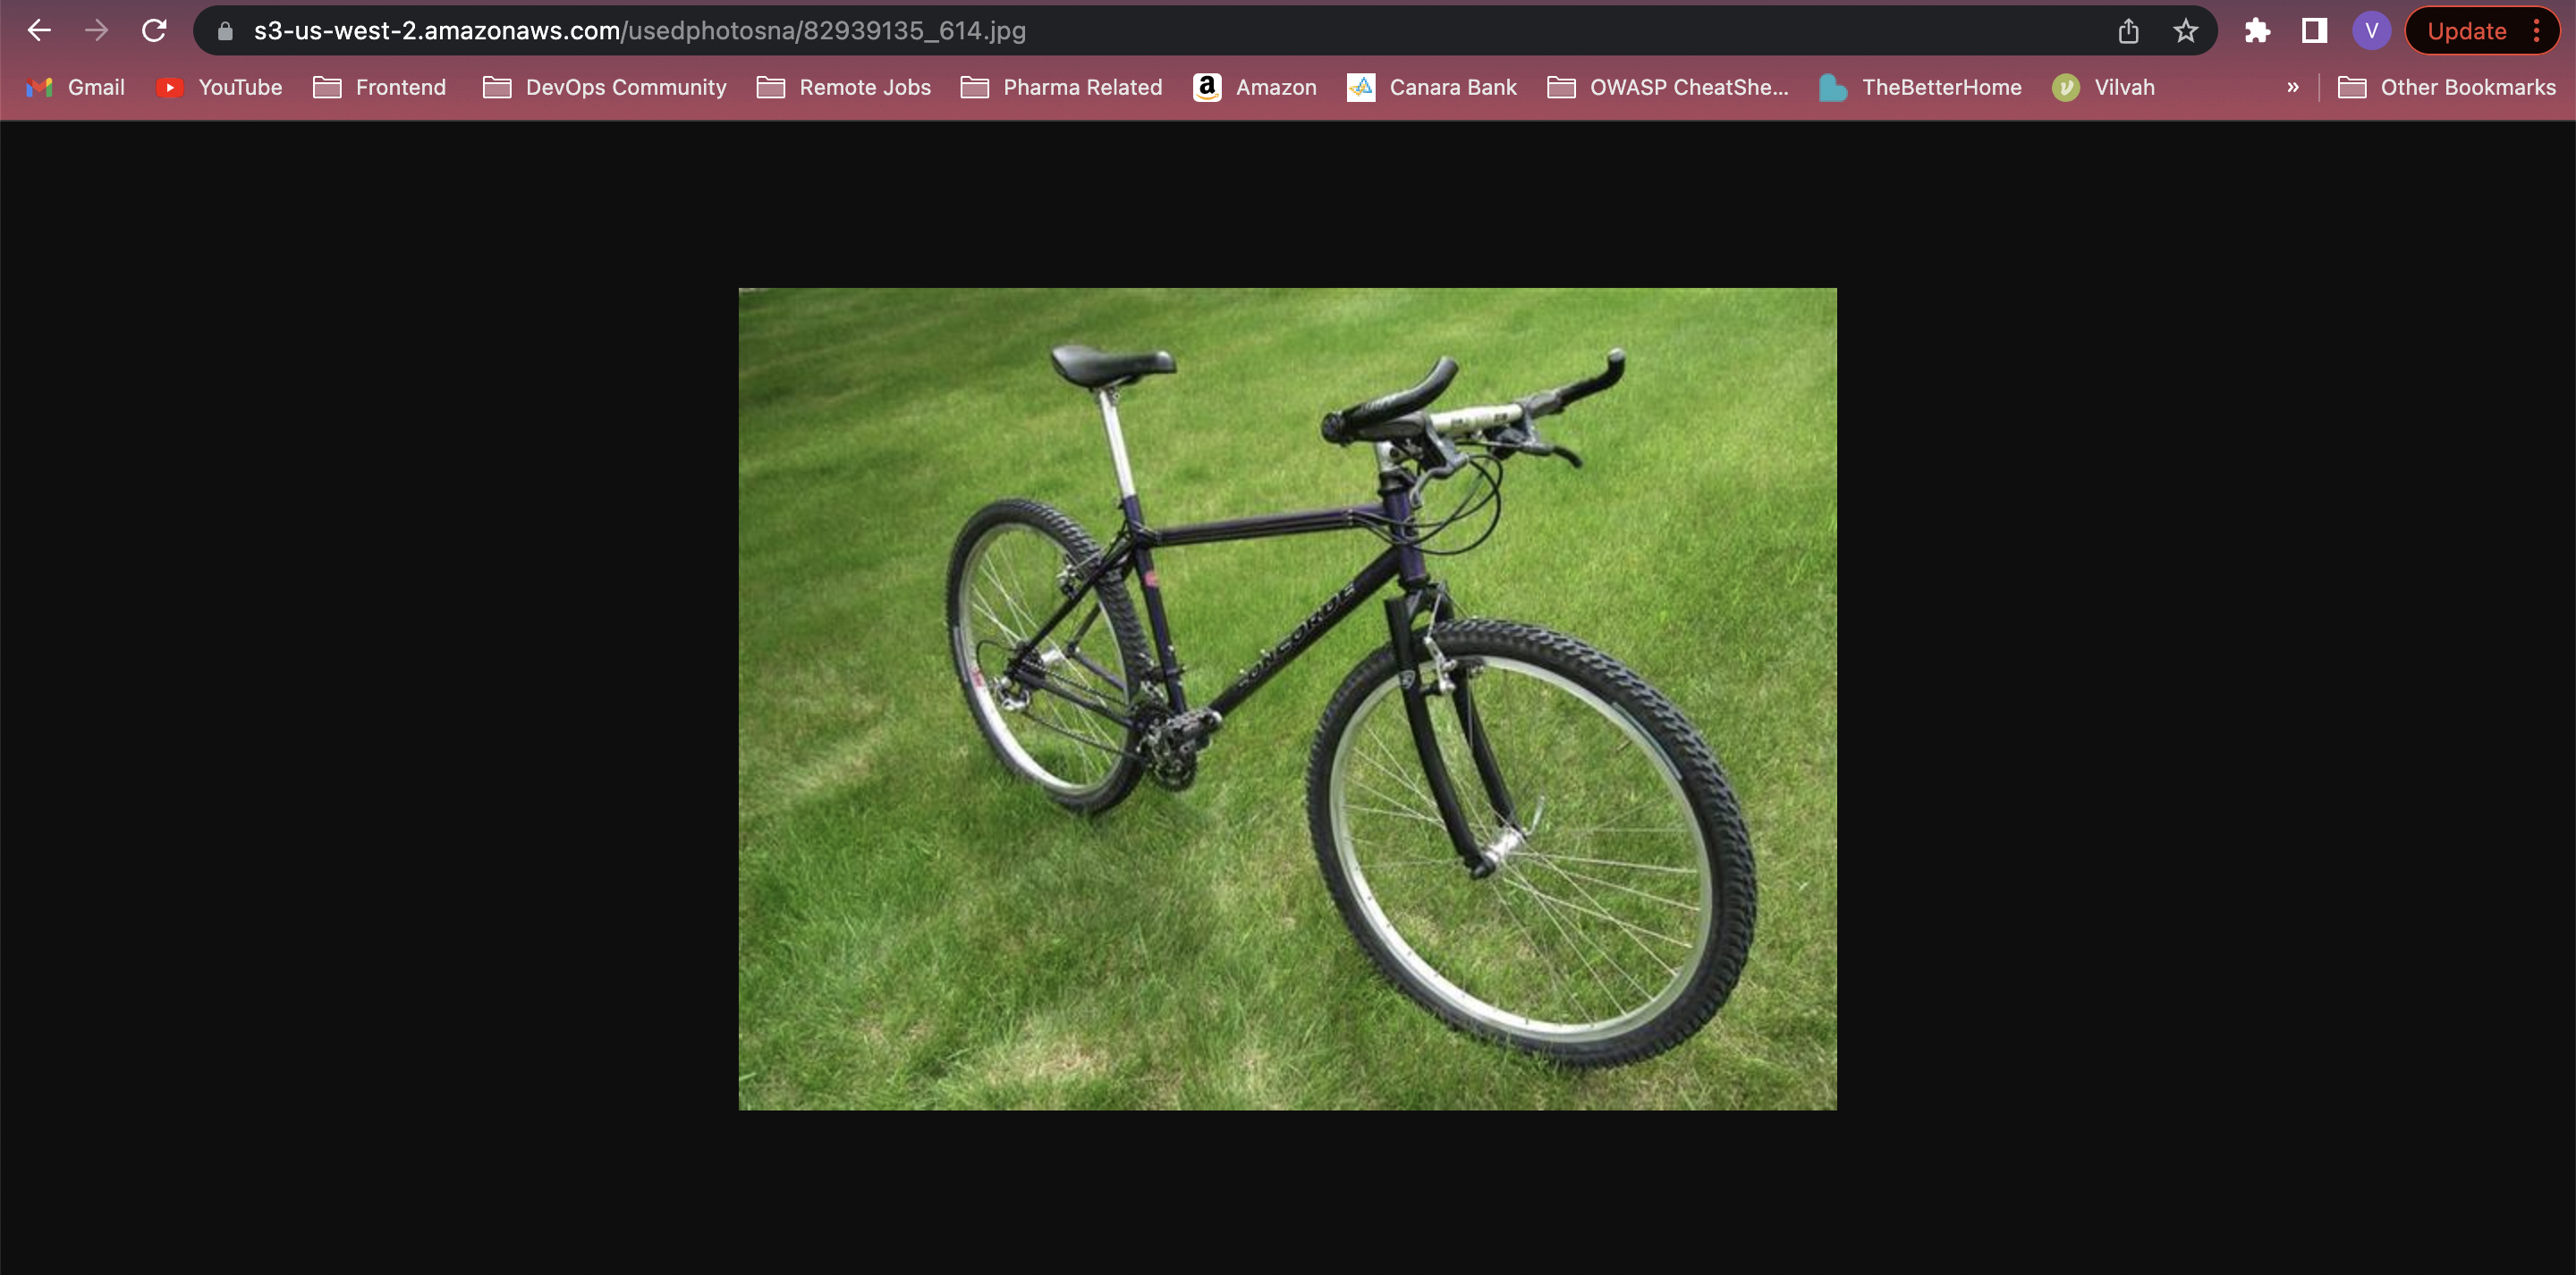 s3-us-west-2.amazonaws.com/usedphotosna/82939135_614.jpg
V
Update
Gmail YouTube Frontend DevOps Community Remote Jobs Pharma Related Amazon Canara Bank OWASP CheatShe... TheBetterHome Vilvah » Other Bookmarks
CONCORDE